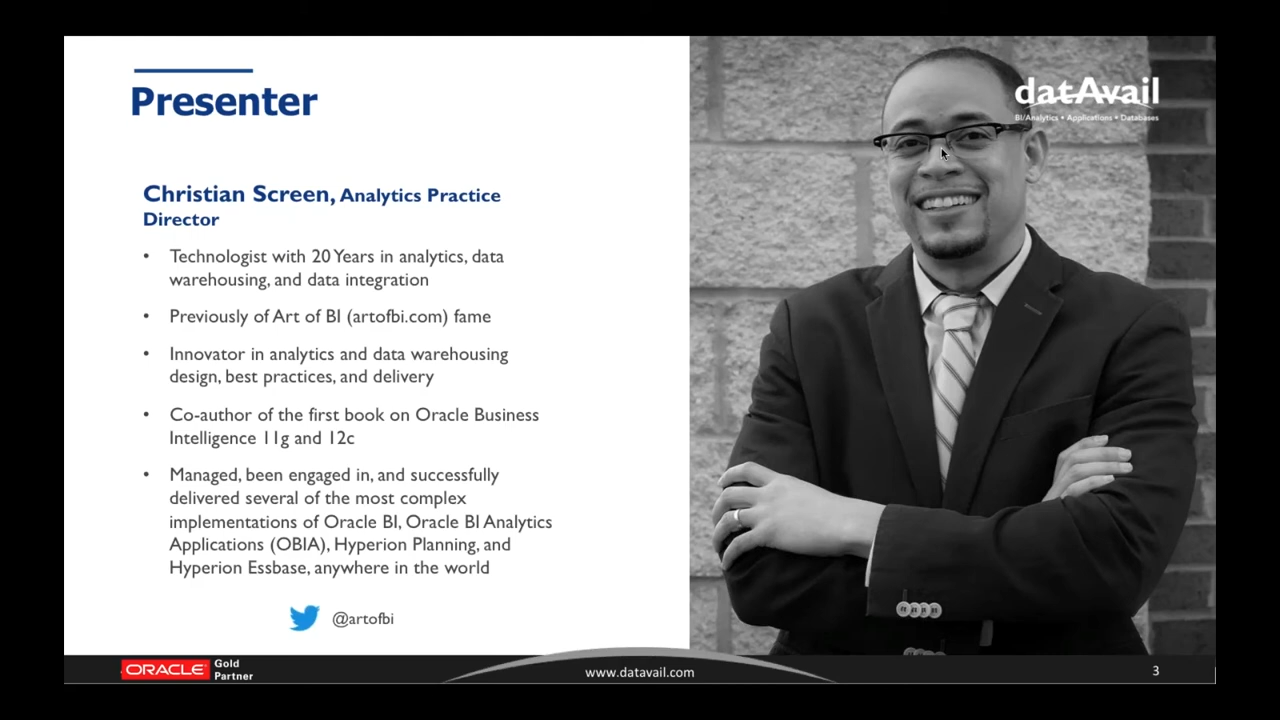 Presenter
datAvail
BI/Analytics • Applications • Databases
Christian Screen, Analytics Practice
Director
• Technologist with 20 Years in analytics, data
warehousing, and data integration
• Previously of Art of BI (artofbi.com) fame
• Innovator in analytics and data warehousing
design, best practices, and delivery
• Co-author of the first book on Oracle Business
Intelligence 11g and 12c
• Managed, been engaged in, and successfully
delivered several of the most complex
implementations of Oracle BI, Oracle BI Analytics
Applications (OBIA), Hyperion Planning, and
Hyperion Essbase, anywhere in the world
@artofbi
ORACLE Gold
Partner
www.datavail.com
3